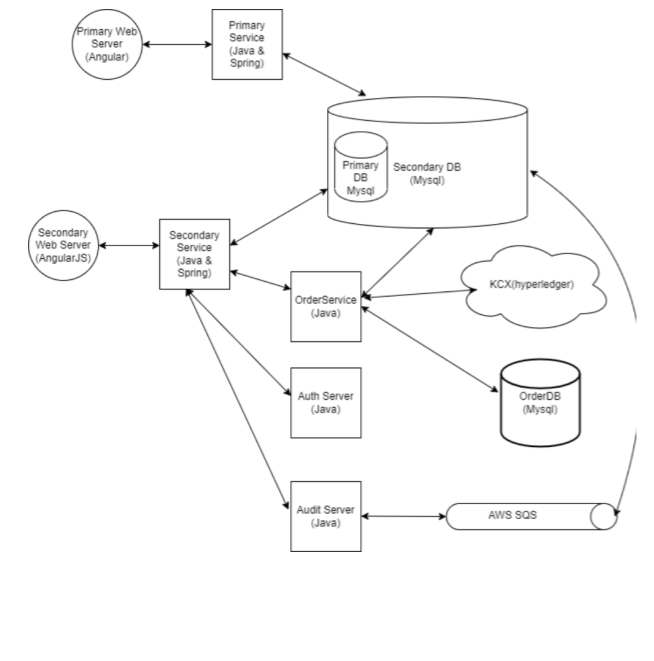 Primary Web
Server
(Angular)
Primary
Service
(Java &
Spring)
Primary
DB
Mysql
Secondary DB
(Mysql)
Secondary
Web Server
(AngularJS)
Secondary
Service
(Java &
Spring)
OrderService
(Java)
KCX(hyperledger)
Auth Server
(Java)
OrderDB
(Mysql)
Audit Server
(Java)
AWS SQS